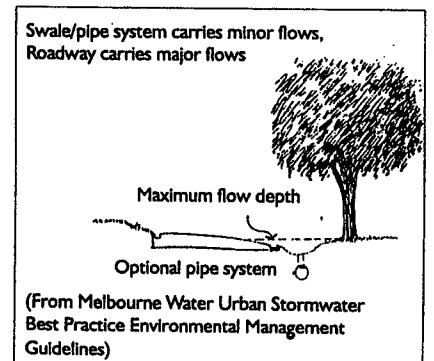 Swale/pipe system carries minor flows,
Roadway carries major flows
Maximum flow depth
Optional pipe system
(From Melbourne Water Urban Stormwater
Best Practice Environmental Management
Guidelines)